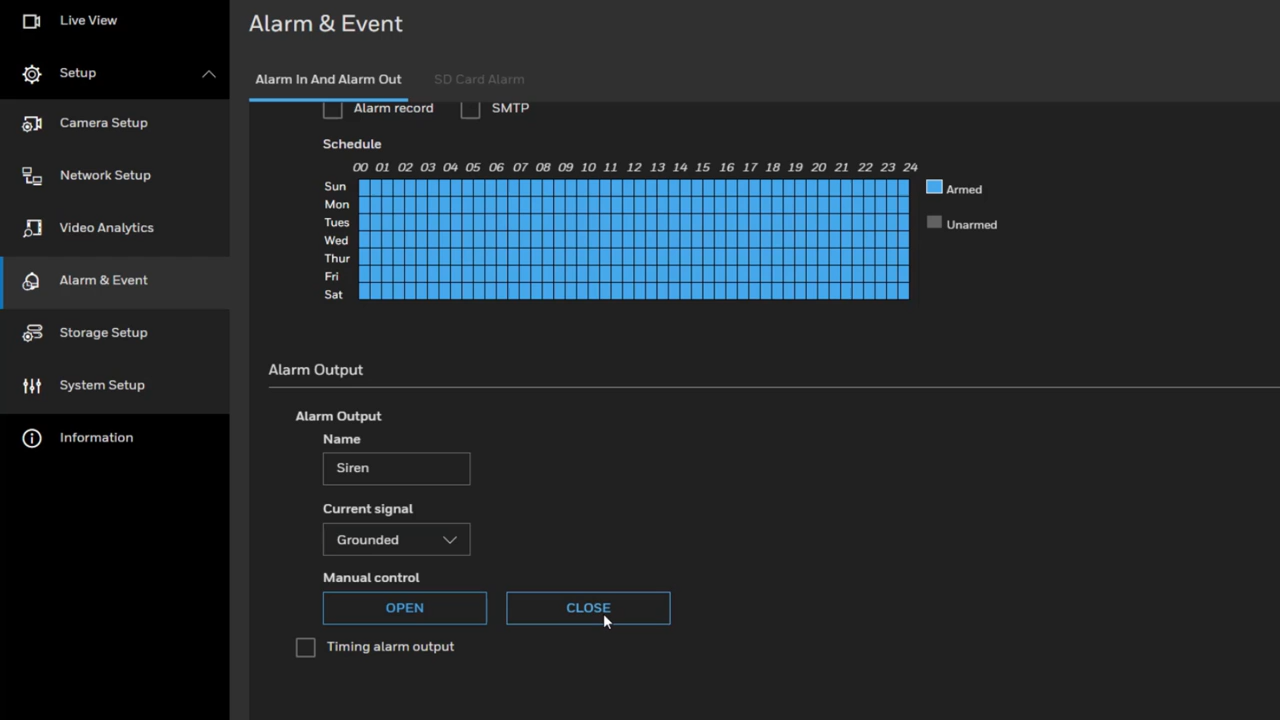 Live View
Setup
Camera Setup
Network Setup
Video Analytics
Alarm & Event
Storage Setup
System Setup
Information
Alarm & Event
Alarm In And Alarm Out SD Card Alarm
Alarm record SMTP
Schedule
00 01 02 03 04 05 06 07 08 09 10 11 12 13 14 15 16 17 18 19 20 21 22 23 24
Sun
Mon
Tues
Wed
Thur
Fri
Sat
Armed
Unarmed
Alarm Output
Alarm Output
Name
Siren
Current signal
Grounded
Manual control
OPEN CLOSE
Timing alarm output